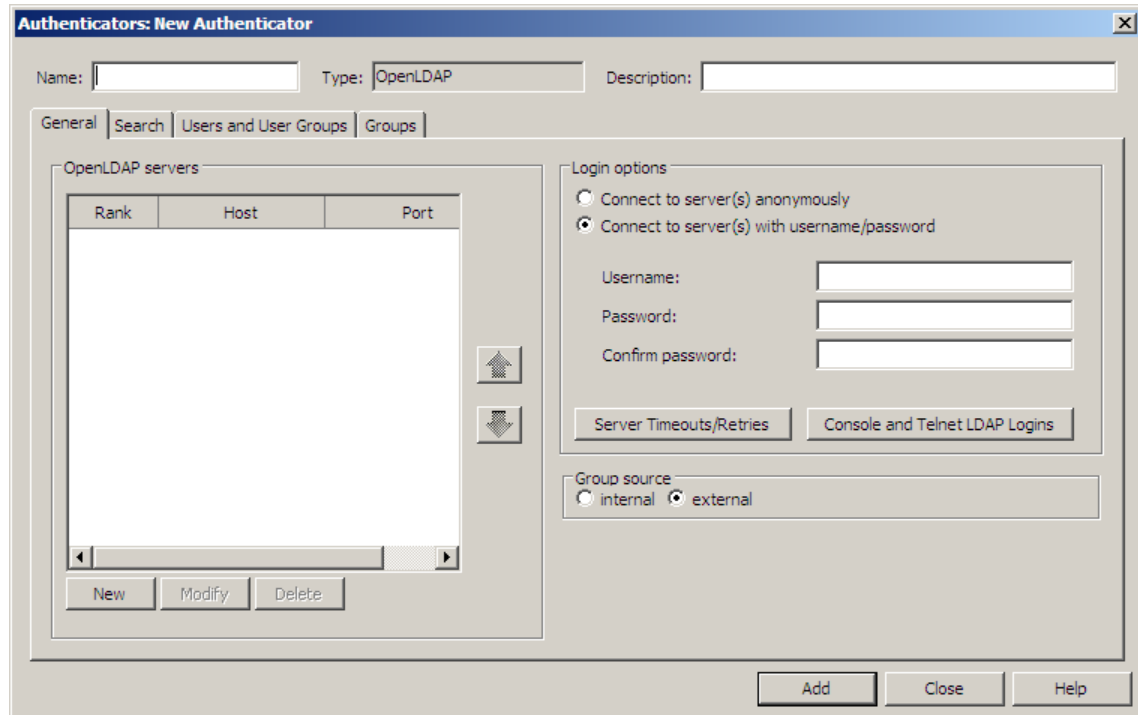 Authenticators: New Authenticator
Name: Type: OpenLDAP Description:
General Search Users and User Groups Groups
OpenLDAP servers
Rank Host Port
New Modify Delete
Login options
Connect to server(s) anonymously
Connect to server(s) with username/password
Username:
Password:
Confirm password:
Server Timeouts/Retries Console and Telnet LDAP Logins
Group source
internal external
Add Close Help